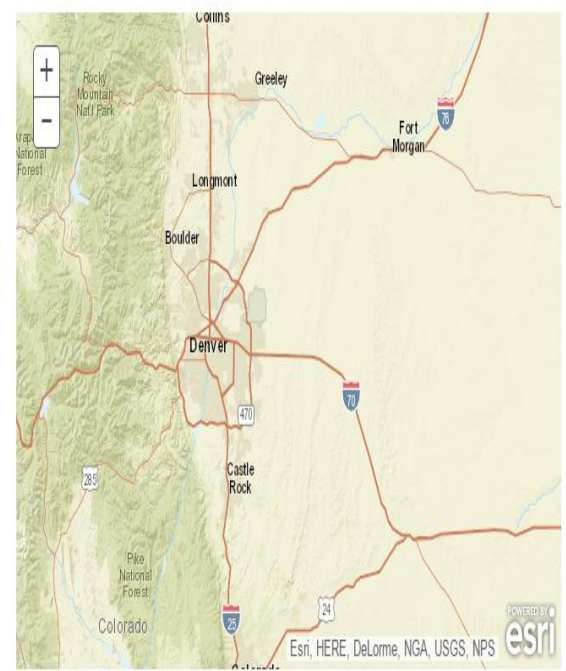 Collins
+
-
Rocky
Mountain
Nat'l Park
Greeley
76
Fort
Morgan
Arap
National
Forest
Longmont
Boulder
Denver
70
470
285
Castle
Rock
Pike
National
Forest
24
Colorado
25
POWERED BY
esri
Esri, HERE, DeLorme, NGA, USGS, NPS